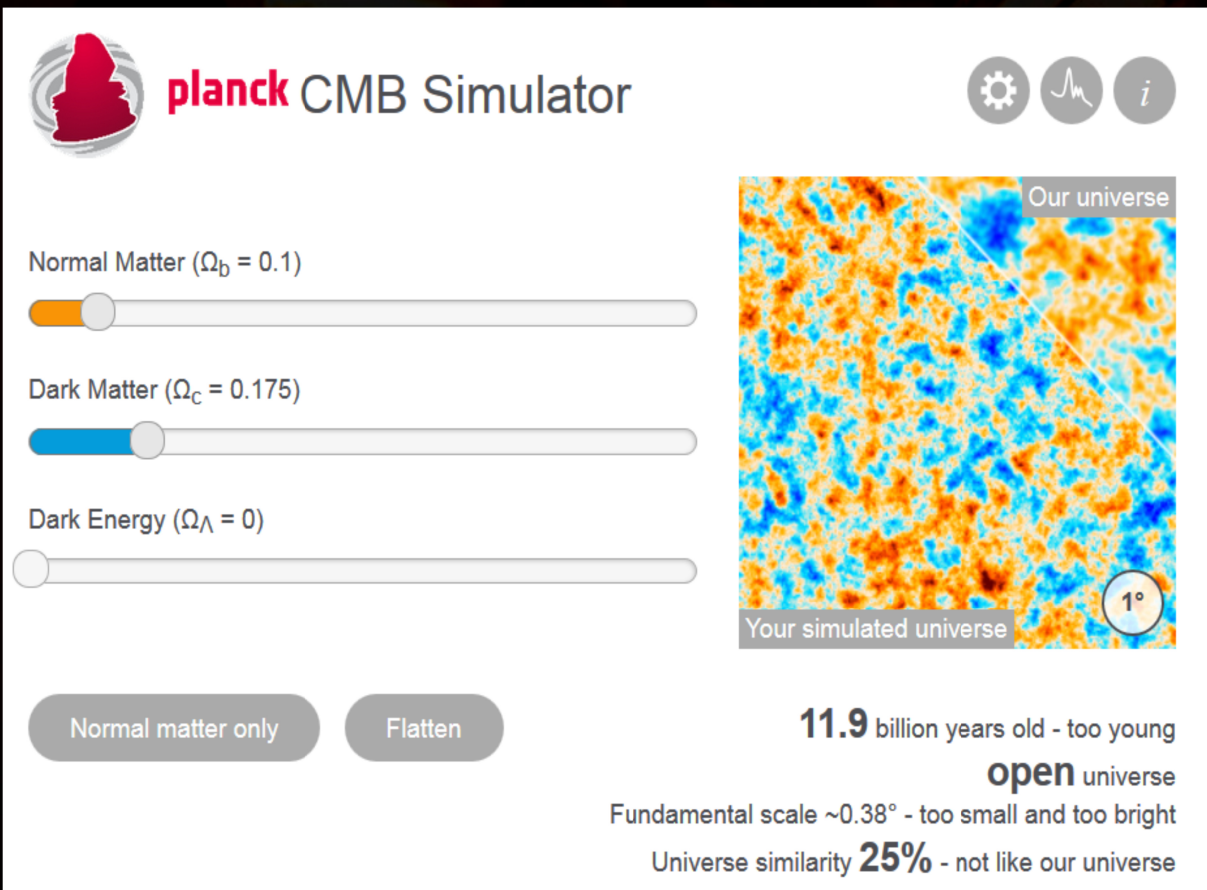 planck CMB Simulator
i
Our universe
Normal Matter (Ωb = 0.1)
Dark Matter (Ωc = 0.175)
Dark Energy (ΩΛ = 0)
1°
Your simulated universe
Normal matter only
Flatten
11.9 billion years old - too young
open universe
Fundamental scale ~0.38° - too small and too bright
Universe similarity 25% - not like our universe